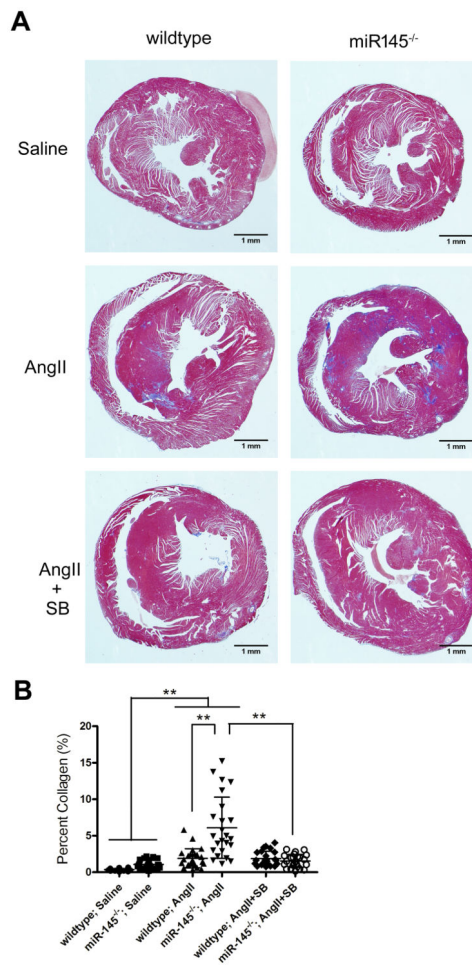 A
wildtype miR145-/-
Saline
1 mm 1 mm
AngII
1 mm 1 mm
AngII
+
SB
1 mm 1 mm
B
**
** **
Percent Collagen (%)
20
15
10
5
0
wildtype; Saline
miR-145-/-; Saline
wildtype; AngII
miR-145-/-; AngII
wildtype; AngII+SB
miR-145-/-; AngII+SB